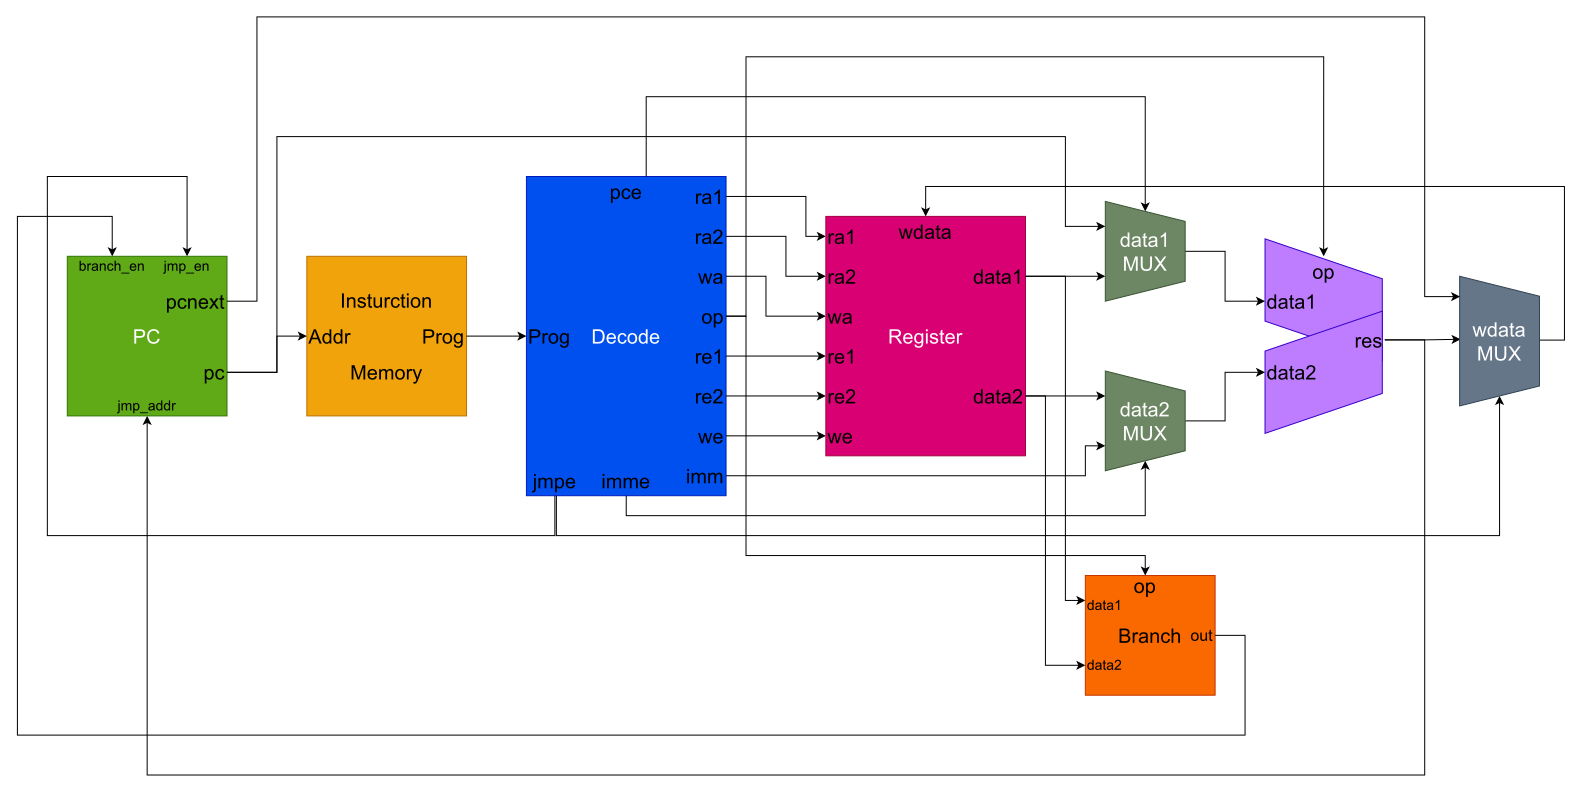 branch_en
jmp_en
pcnext
PC
pc
jmp_addr
Insturction
Addr
Prog
Memory
pce
ra1
ra2
wa
op
Prog
Decode
re1
re2
we
imm
jmpe
imme
wdata
ra1
ra2
data1
wa
Register
re1
re2
data2
we
data1
MUX
data2
MUX
op
data1
res
data2
wdata
MUX
op
data1
Branch
out
data2